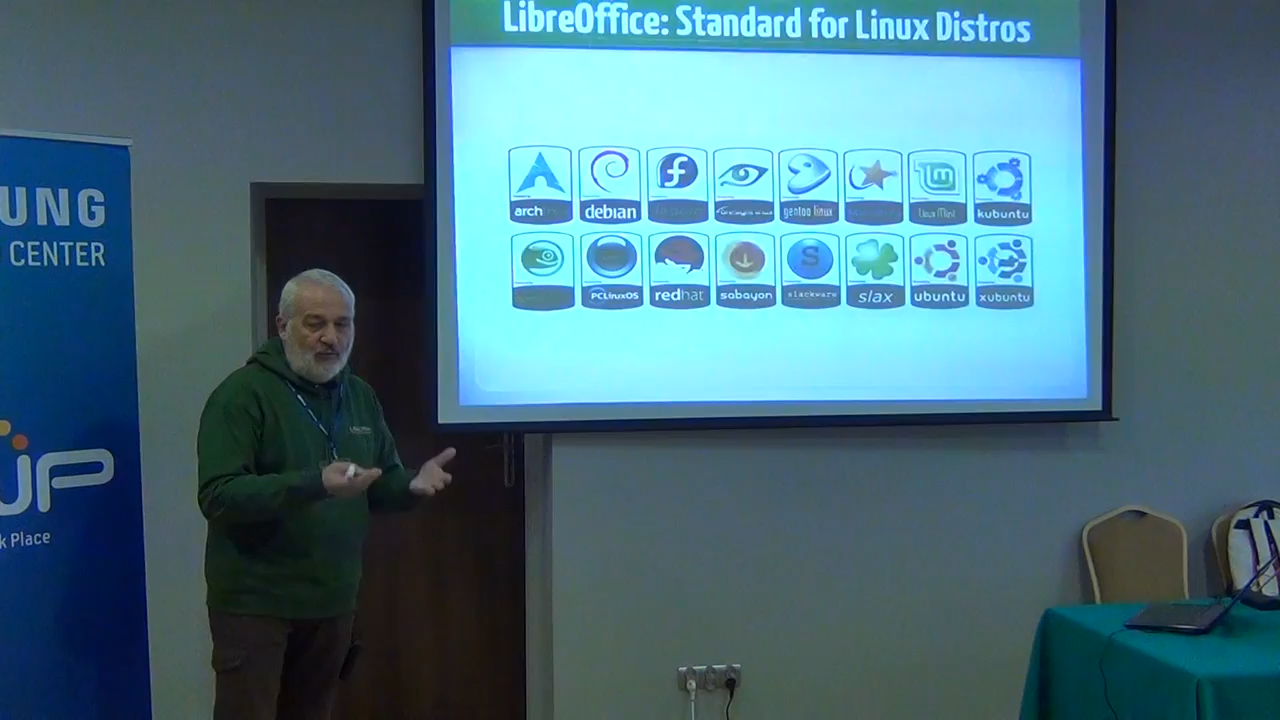 LibreOffice: Standard for Linux Distros
UNG
CENTER
arch
debian
gentoo linux
Linux Mint
kubuntu
PCLinuxOS
redhat
sabayon
slackware
slax
ubuntu
xubuntu
UP
k Place